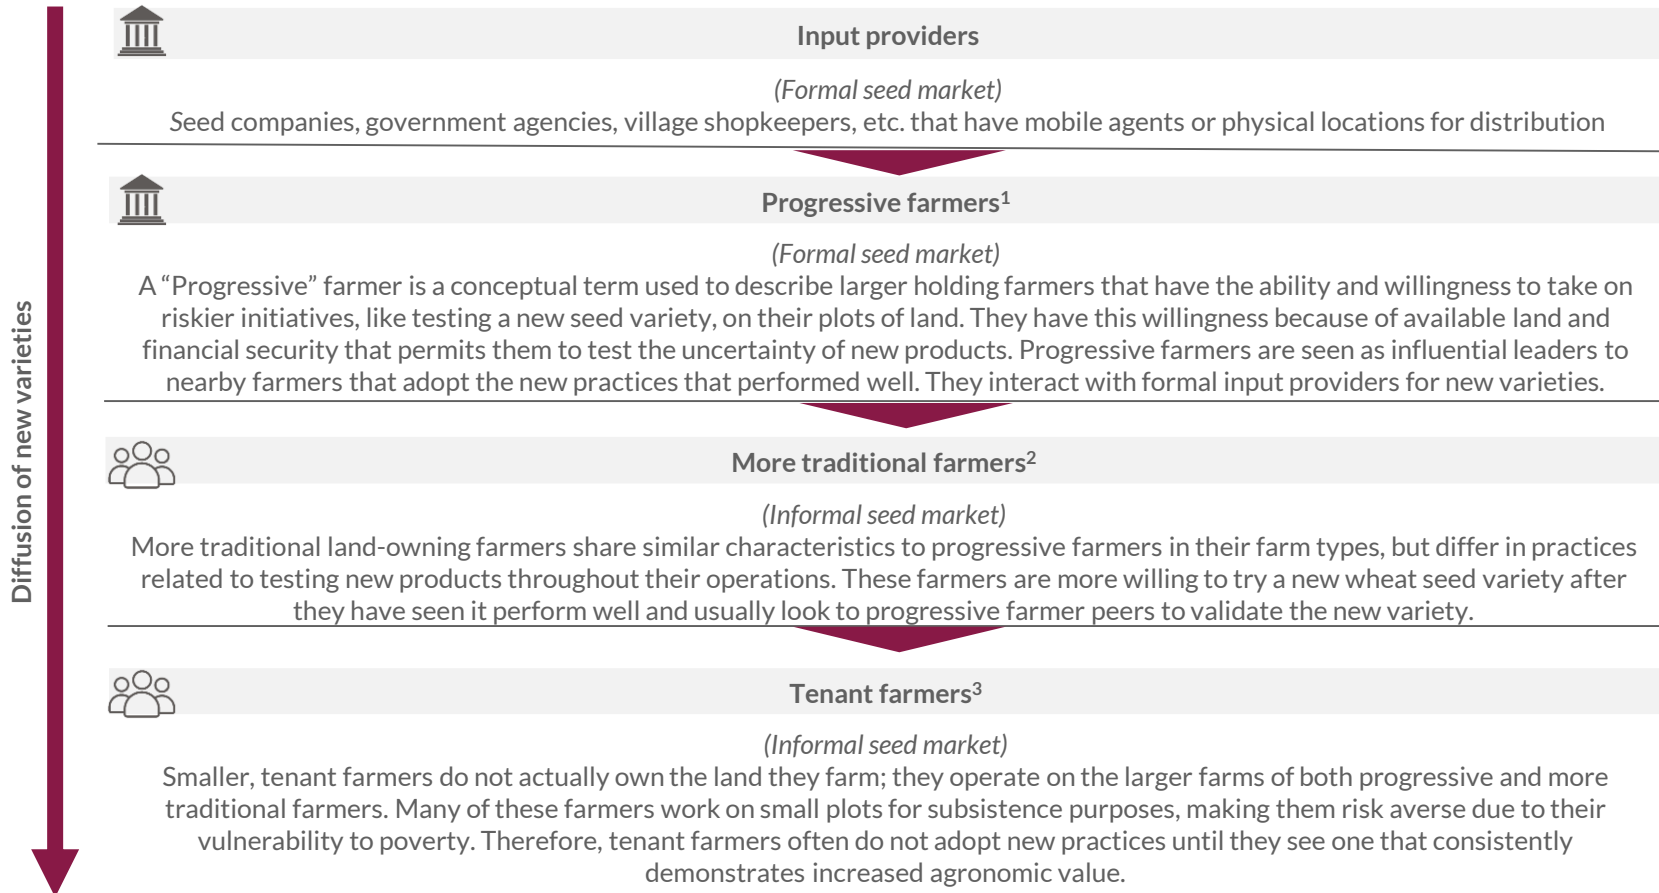 Diffusion of new varieties
Input providers
(Formal seed market)
Seed companies, government agencies, village shopkeepers, etc. that have mobile agents or physical locations for distribution
Progressive farmers¹
(Formal seed market)
A “Progressive” farmer is a conceptual term used to describe larger holding farmers that have the ability and willingness to take on
riskier initiatives, like testing a new seed variety, on their plots of land. They have this willingness because of available land and
financial security that permits them to test the uncertainty of new products. Progressive farmers are seen as influential leaders to
nearby farmers that adopt the new practices that performed well. They interact with formal input providers for new varieties.
More traditional farmers²
(Informal seed market)
More traditional land-owning farmers share similar characteristics to progressive farmers in their farm types, but differ in practices
related to testing new products throughout their operations. These farmers are more willing to try a new wheat seed variety after
they have seen it perform well and usually look to progressive farmer peers to validate the new variety.
Tenant farmers³
(Informal seed market)
Smaller, tenant farmers do not actually own the land they farm; they operate on the larger farms of both progressive and more
traditional farmers. Many of these farmers work on small plots for subsistence purposes, making them risk averse due to their
vulnerability to poverty. Therefore, tenant farmers often do not adopt new practices until they see one that consistently
demonstrates increased agronomic value.